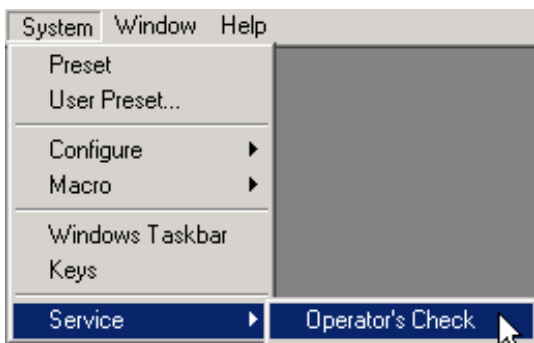 System Window Help
Preset
User Preset...
Configure
Macro
Windows Taskbar
Keys
Service Operator's Check